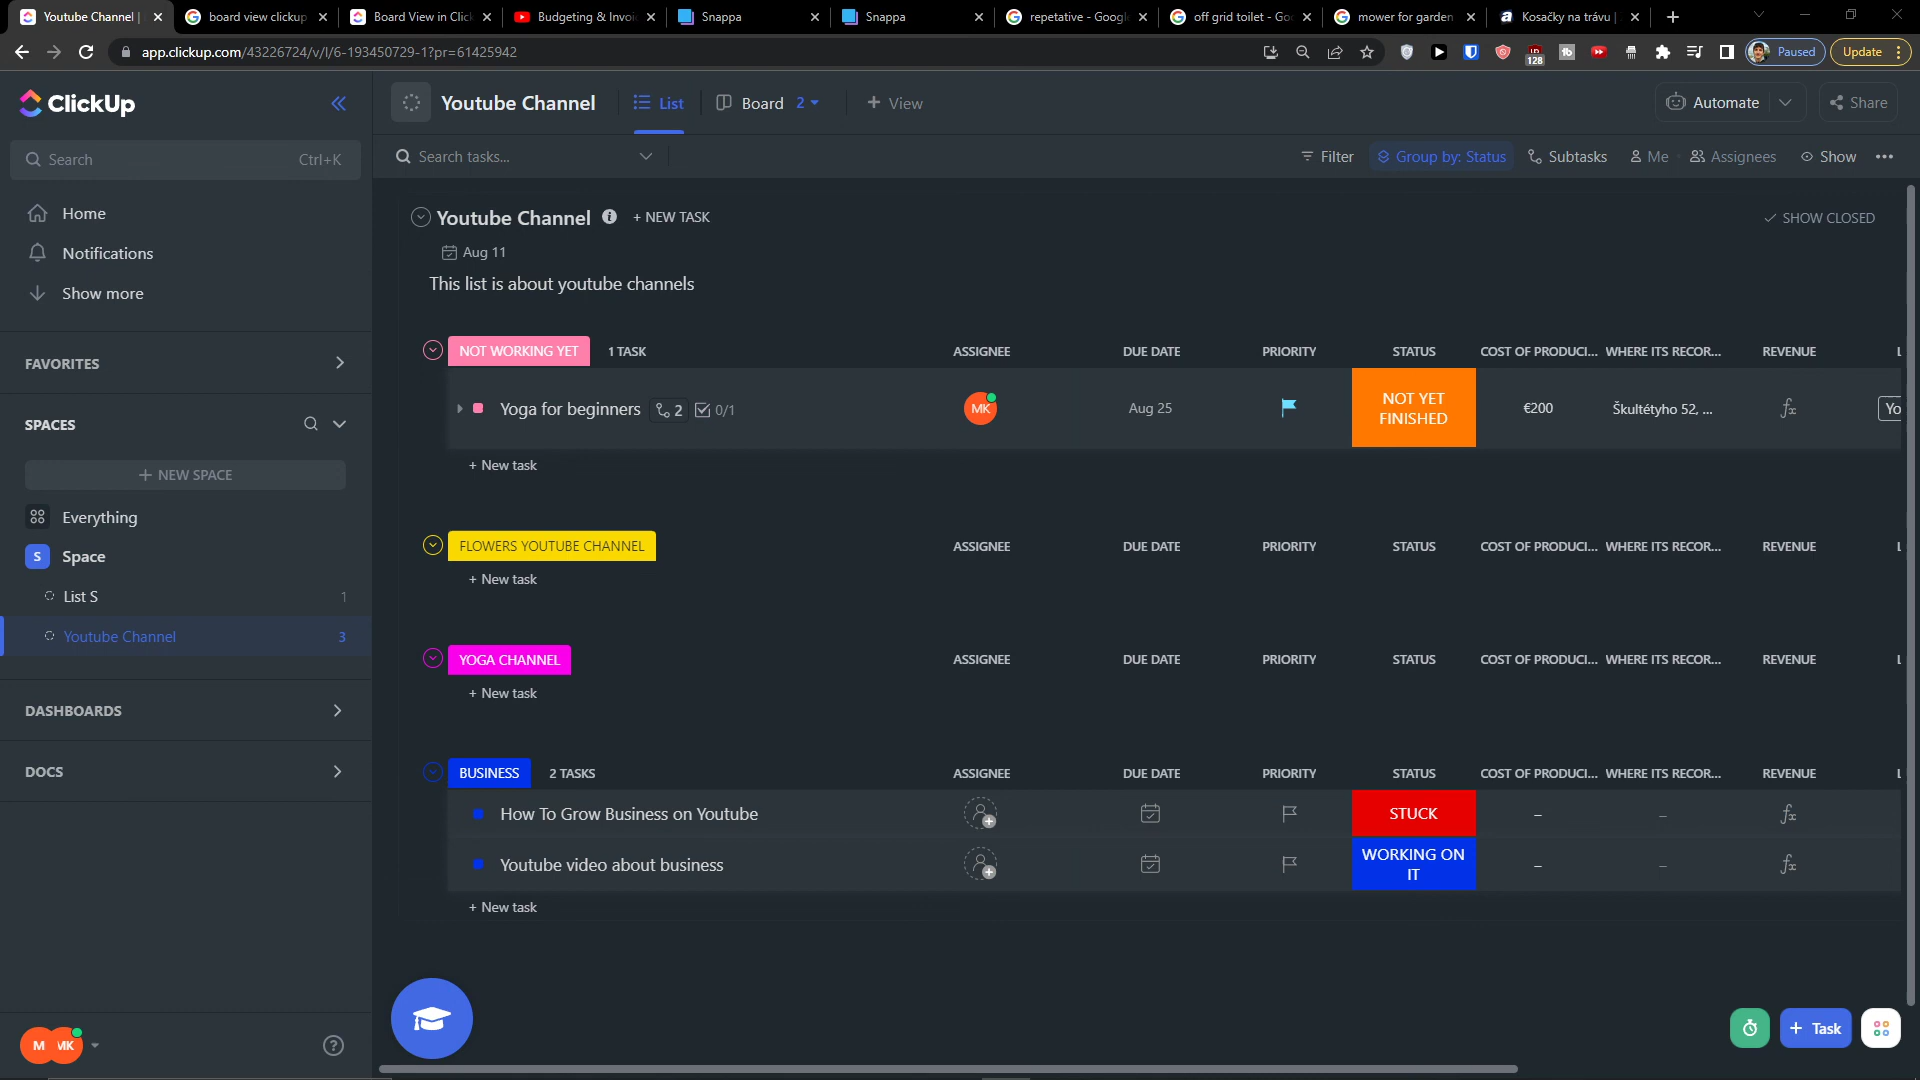 Youtube Channel |
board view clickup
Board View in Click
Budgeting & Invoi
Snappa
Snappa
repetative - Google
off grid toilet - Go
mower for garden
Kosačky na trávu |
app.clickup.com/43226724/v/l/6-193450729-1?pr=61425942
128
Paused
Update
ClickUp
Youtube Channel
List
Board 2
+ View
Automate
Share
Search Ctrl+K
Search tasks...
Filter
Group by: Status
Subtasks
Me
Assignees
Show
Home
Notifications
Show more
Youtube Channel
+ NEW TASK
SHOW CLOSED
Aug 11
This list is about youtube channels
FAVORITES
SPACES
+ NEW SPACE
Everything
S Space
List S 1
Youtube Channel 3
DASHBOARDS
DOCS
NOT WORKING YET 1 TASK ASSIGNEE DUE DATE PRIORITY STATUS COST OF PRODUCI... WHERE ITS RECOR... REVENUE L
Yoga for beginners 2 0/1 MK Aug 25 NOT YET FINISHED €200 Škultétyho 52, ... fx Yo
+ New task
FLOWERS YOUTUBE CHANNEL ASSIGNEE DUE DATE PRIORITY STATUS COST OF PRODUCI... WHERE ITS RECOR... REVENUE L
+ New task
YOGA CHANNEL ASSIGNEE DUE DATE PRIORITY STATUS COST OF PRODUCI... WHERE ITS RECOR... REVENUE L
+ New task
BUSINESS 2 TASKS ASSIGNEE DUE DATE PRIORITY STATUS COST OF PRODUCI... WHERE ITS RECOR... REVENUE L
How To Grow Business on Youtube STUCK – – fx
Youtube video about business WORKING ON IT – – fx
+ New task
M MK
?
+ Task